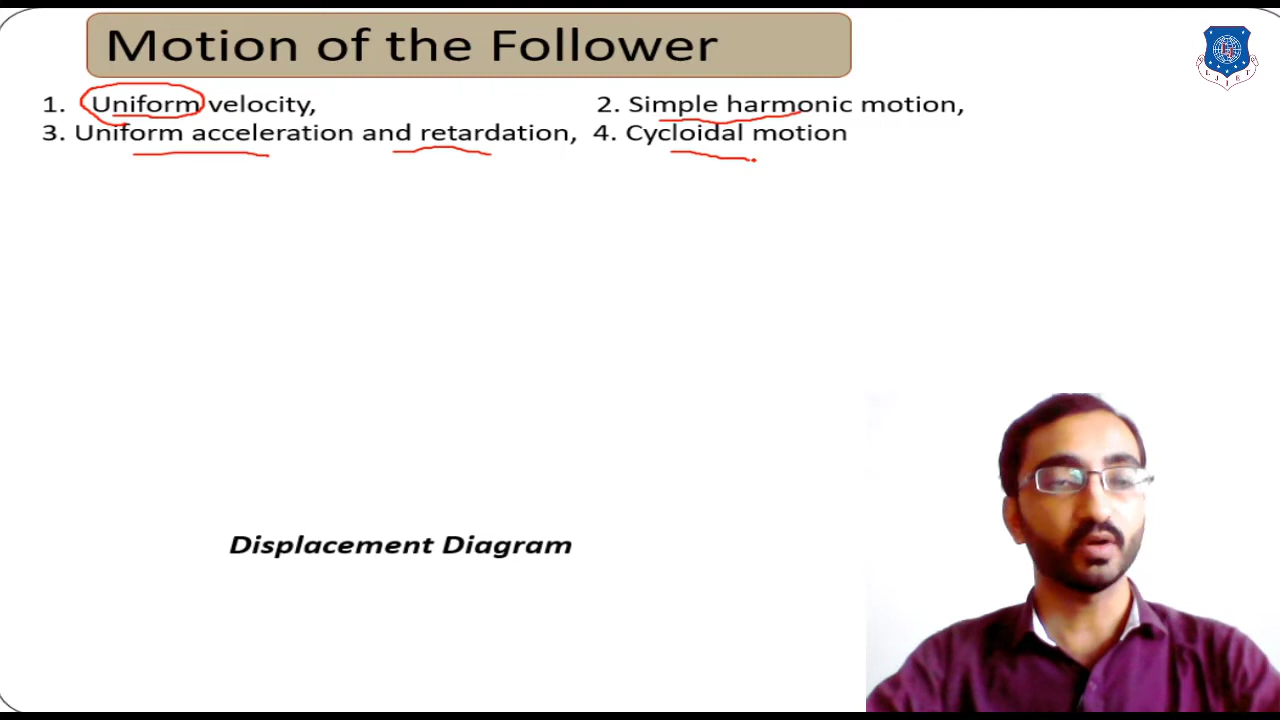 Motion of the Follower
1. Uniform velocity, 2. Simple harmonic motion,
3. Uniform acceleration and retardation, 4. Cycloidal motion
Displacement Diagram